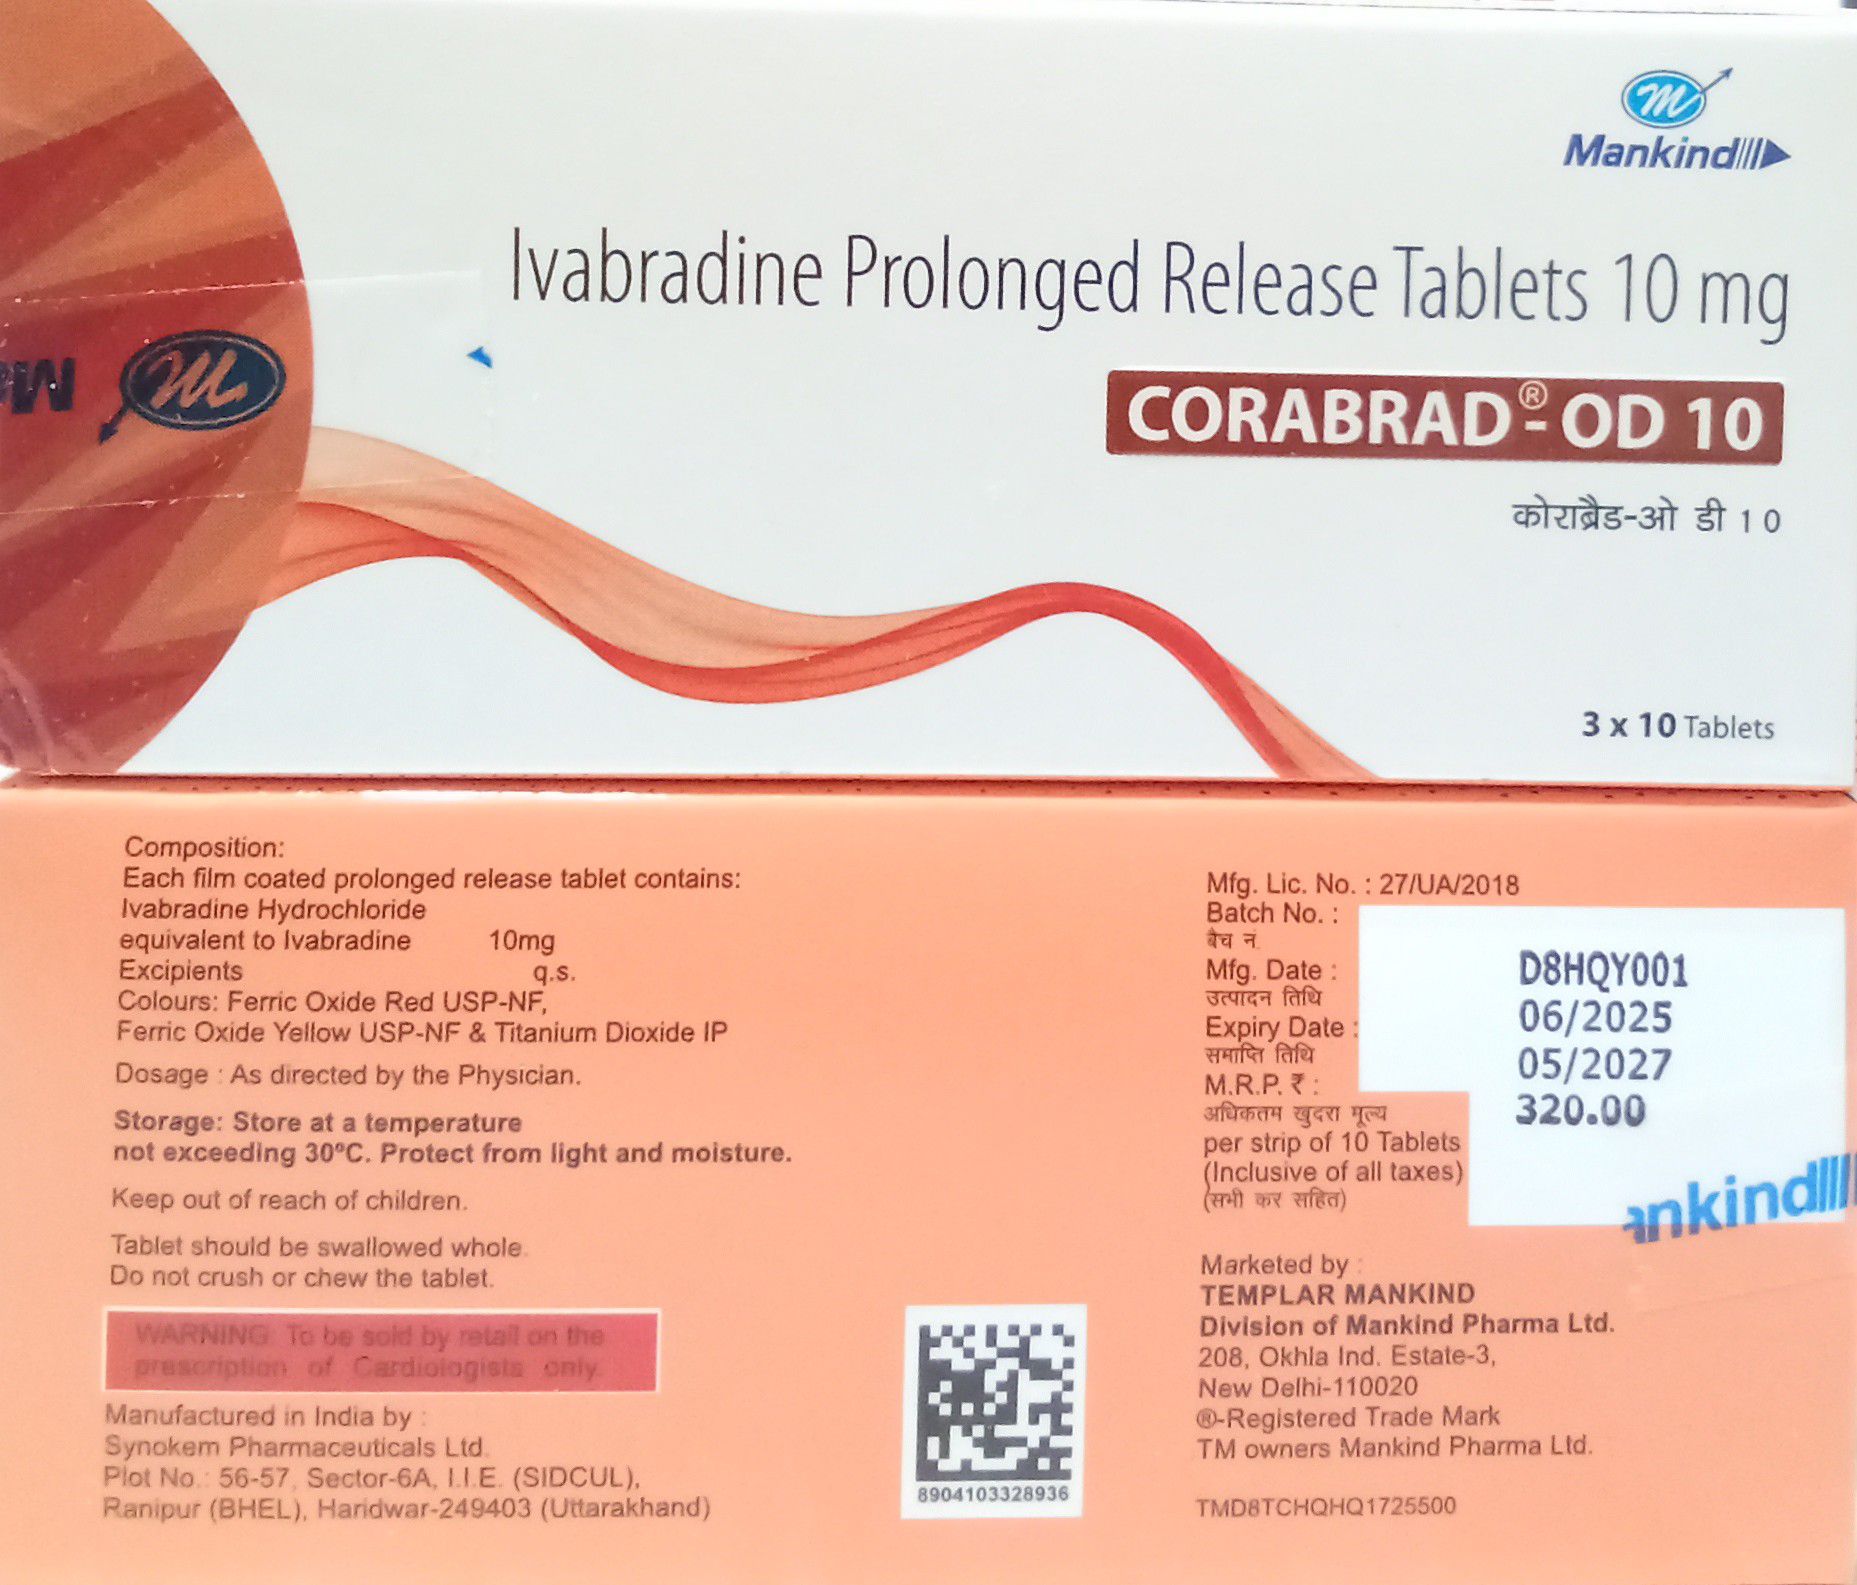 Mankind
Ivabradine Prolonged Release Tablets 10 mg
CORABRAD®-OD 10
कोराब्रैड-ओ डी 10
3 x 10 Tablets
Composition:
Each film coated prolonged release tablet contains:
Ivabradine Hydrochloride
equivalent to Ivabradine 10mg
Excipients q.s.
Colours: Ferric Oxide Red USP-NF,
Ferric Oxide Yellow USP-NF & Titanium Dioxide IP
Dosage : As directed by the Physician.
Storage: Store at a temperature
not exceeding 30°C. Protect from light and moisture.
Keep out of reach of children.
Tablet should be swallowed whole.
Do not crush or chew the tablet.
WARNING: To be sold by retail on the
prescription of Cardiologists only.
Manufactured in India by :
Synokem Pharmaceuticals Ltd.
Plot No.: 56-57, Sector-6A, I.I.E. (SIDCUL),
Ranipur (BHEL), Haridwar-249403 (Uttarakhand)
8904103328936
Mfg. Lic. No. : 27/UA/2018
Batch No. :
बैच नं.
D8HQY001
Mfg. Date :
उत्पादन तिथि
06/2025
Expiry Date :
समाप्ति तिथि
05/2027
M.R.P. ₹ :
अधिकतम खुदरा मूल्य
320.00
per strip of 10 Tablets
(Inclusive of all taxes)
(सभी कर सहित)
ankind
Marketed by :
TEMPLAR MANKIND
Division of Mankind Pharma Ltd.
208, Okhla Ind. Estate-3,
New Delhi-110020
®-Registered Trade Mark
TM owners Mankind Pharma Ltd.
TMD8TCHQHQ1725500